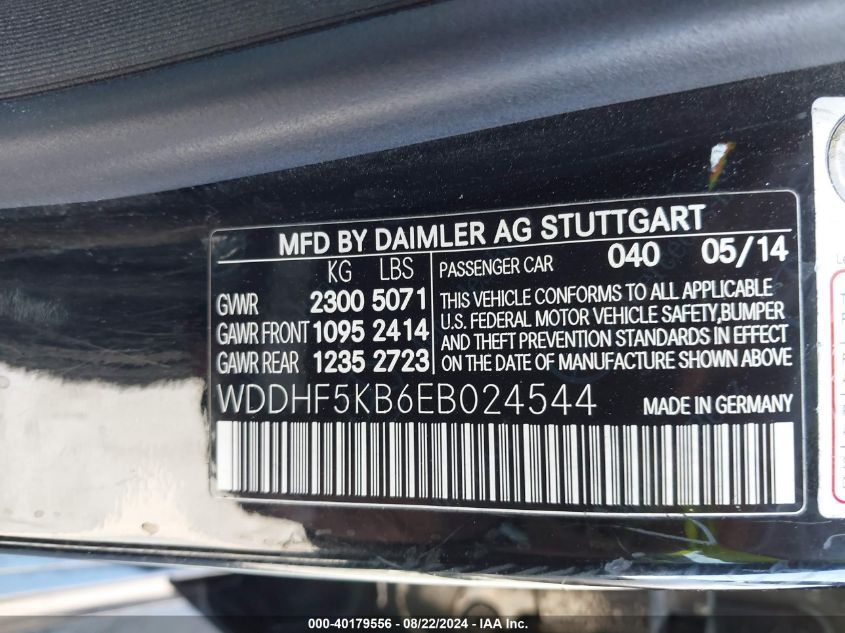 MFD BY DAIMLER AG STUTTGART
KG LBS
GVWR 2300 5071
GAWR FRONT 1095 2414
GAWR REAR 1235 2723
PASSENGER CAR 040 05/14
THIS VEHICLE CONFORMS TO ALL APPLICABLE
U.S. FEDERAL MOTOR VEHICLE SAFETY,BUMPER
AND THEFT PREVENTION STANDARDS IN EFFECT
ON THE DATE OF MANUFACTURE SHOWN ABOVE
WDDHF5KB6EB024544 MADE IN GERMANY
000-40179556 - 08/22/2024 - IAAI, Inc.